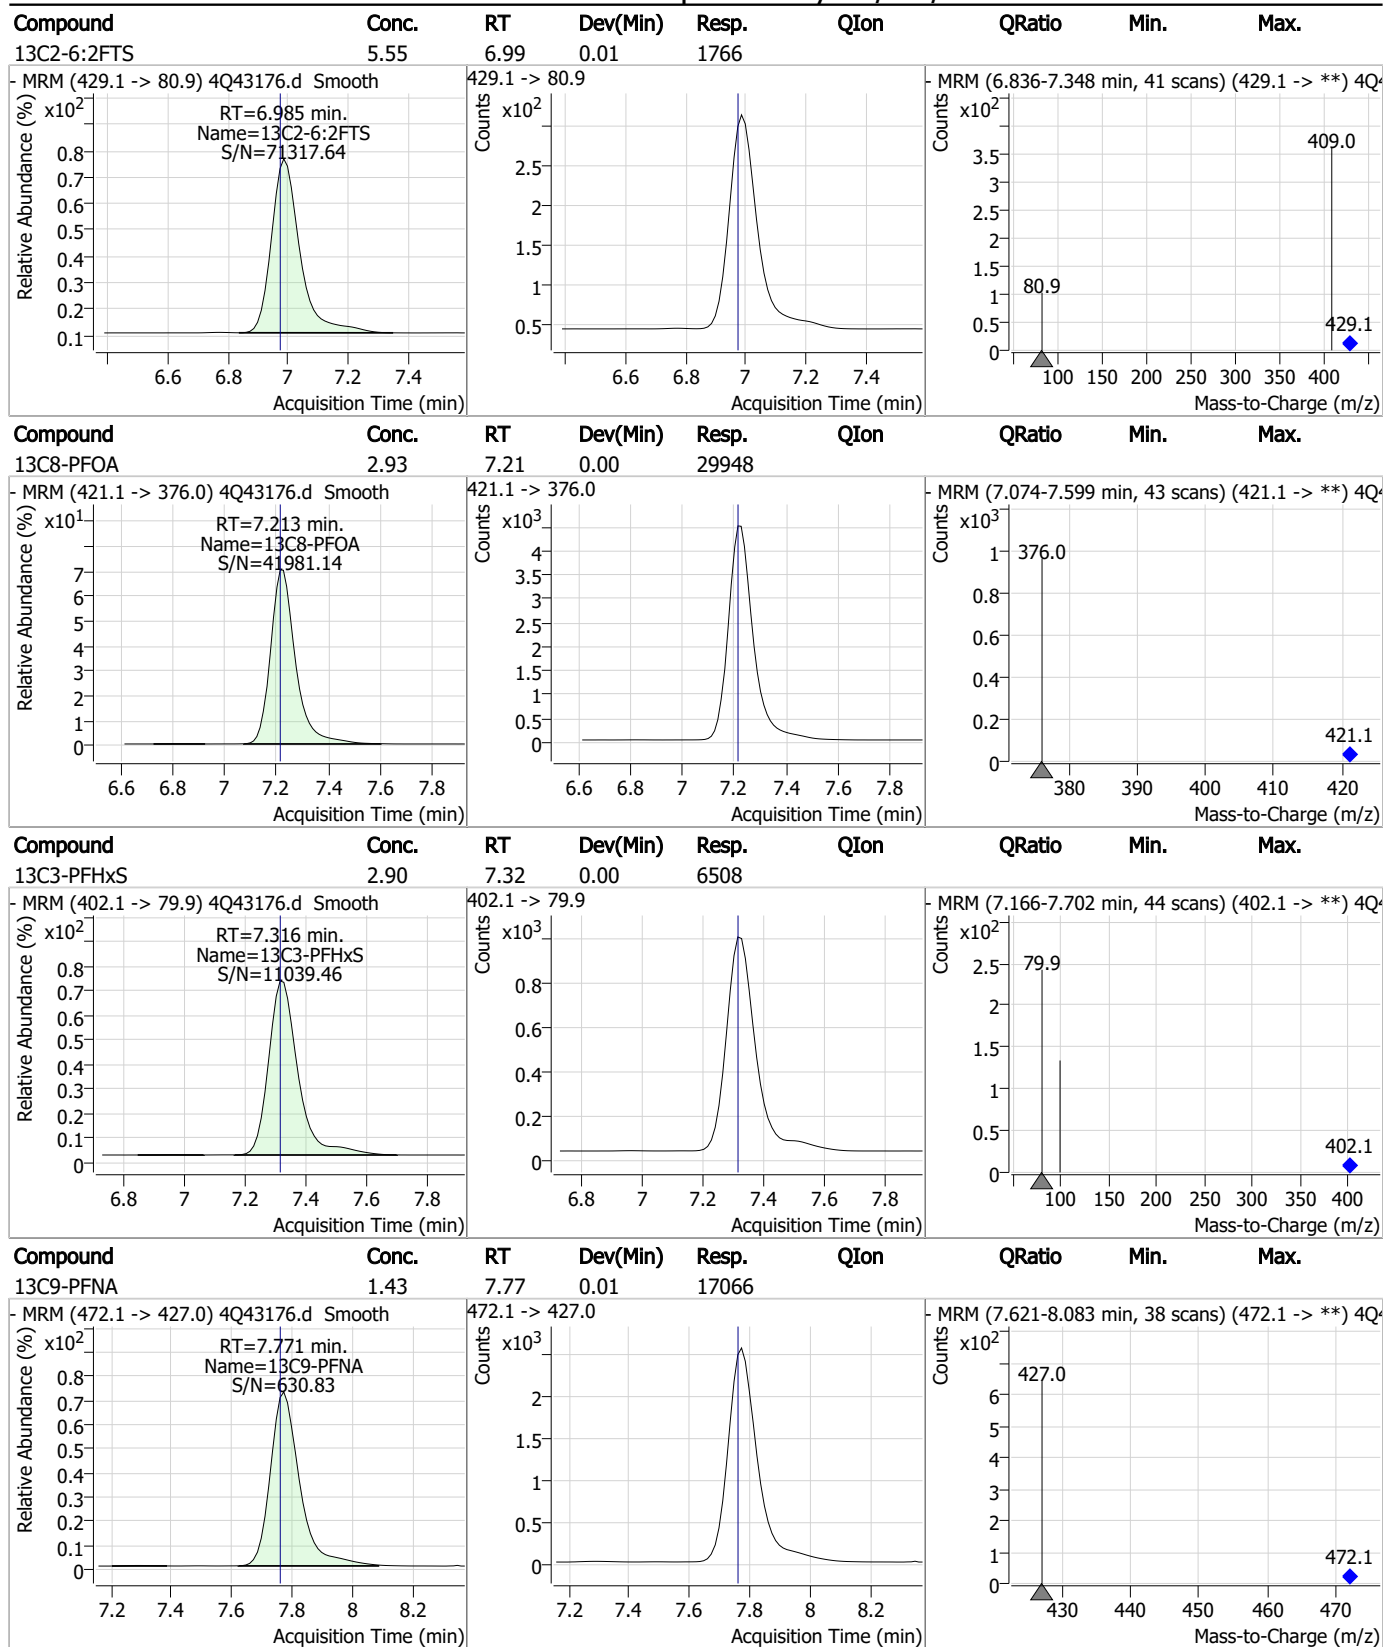 Compound Conc. RT Dev(Min) Resp. QIon QRatio Min. Max.
13C2-6:2FTS 5.55 6.99 0.01 1766
- MRM (429.1 -> 80.9) 4Q43176.d Smooth
RT=6.985 min.
Name=13C2-6:2FTS
S/N=71317.64
Relative Abundance (%)
x10²
0.8
0.7
0.6
0.5
0.4
0.3
0.2
0.1
6.6 6.8 7 7.2 7.4
Acquisition Time (min)
429.1 -> 80.9
Counts
x10²
2.5
2
1.5
1
0.5
6.6 6.8 7 7.2 7.4
Acquisition Time (min)
- MRM (6.836-7.348 min, 41 scans) (429.1 -> **) 4Q4
Counts
x10²
409.0
80.9
429.1
3.5
3
2.5
2
1.5
1
0.5
0
100 150 200 250 300 350 400
Mass-to-Charge (m/z)
Compound Conc. RT Dev(Min) Resp. QIon QRatio Min. Max.
13C8-PFOA 2.93 7.21 0.00 29948
- MRM (421.1 -> 376.0) 4Q43176.d Smooth
RT=7.213 min.
Name=13C8-PFOA
S/N=41981.14
Relative Abundance (%)
x10¹
7
6
5
4
3
2
1
0
6.6 6.8 7 7.2 7.4 7.6 7.8
Acquisition Time (min)
421.1 -> 376.0
Counts
x10³
4
3.5
3
2.5
2
1.5
1
0.5
0
6.6 6.8 7 7.2 7.4 7.6 7.8
Acquisition Time (min)
- MRM (7.074-7.599 min, 43 scans) (421.1 -> **) 4Q4
Counts
x10³
376.0
421.1
1
0.8
0.6
0.4
0.2
0
380 390 400 410 420
Mass-to-Charge (m/z)
Compound Conc. RT Dev(Min) Resp. QIon QRatio Min. Max.
13C3-PFHxS 2.90 7.32 0.00 6508
- MRM (402.1 -> 79.9) 4Q43176.d Smooth
RT=7.316 min.
Name=13C3-PFHxS
S/N=11039.46
Relative Abundance (%)
x10²
0.8
0.7
0.6
0.5
0.4
0.3
0.2
0.1
0
6.8 7 7.2 7.4 7.6 7.8
Acquisition Time (min)
402.1 -> 79.9
Counts
x10³
0.8
0.6
0.4
0.2
0
6.8 7 7.2 7.4 7.6 7.8
Acquisition Time (min)
- MRM (7.166-7.702 min, 44 scans) (402.1 -> **) 4Q4
Counts
x10²
79.9
402.1
2.5
2
1.5
1
0.5
0
100 150 200 250 300 350 400
Mass-to-Charge (m/z)
Compound Conc. RT Dev(Min) Resp. QIon QRatio Min. Max.
13C9-PFNA 1.43 7.77 0.01 17066
- MRM (472.1 -> 427.0) 4Q43176.d Smooth
RT=7.771 min.
Name=13C9-PFNA
S/N=630.83
Relative Abundance (%)
x10²
0.8
0.7
0.6
0.5
0.4
0.3
0.2
0.1
0
7.2 7.4 7.6 7.8 8 8.2
Acquisition Time (min)
472.1 -> 427.0
Counts
x10³
2
1.5
1
0.5
0
7.2 7.4 7.6 7.8 8 8.2
Acquisition Time (min)
- MRM (7.621-8.083 min, 38 scans) (472.1 -> **) 4Q4
Counts
x10²
427.0
472.1
6
5
4
3
2
1
0
430 440 450 460 470
Mass-to-Charge (m/z)